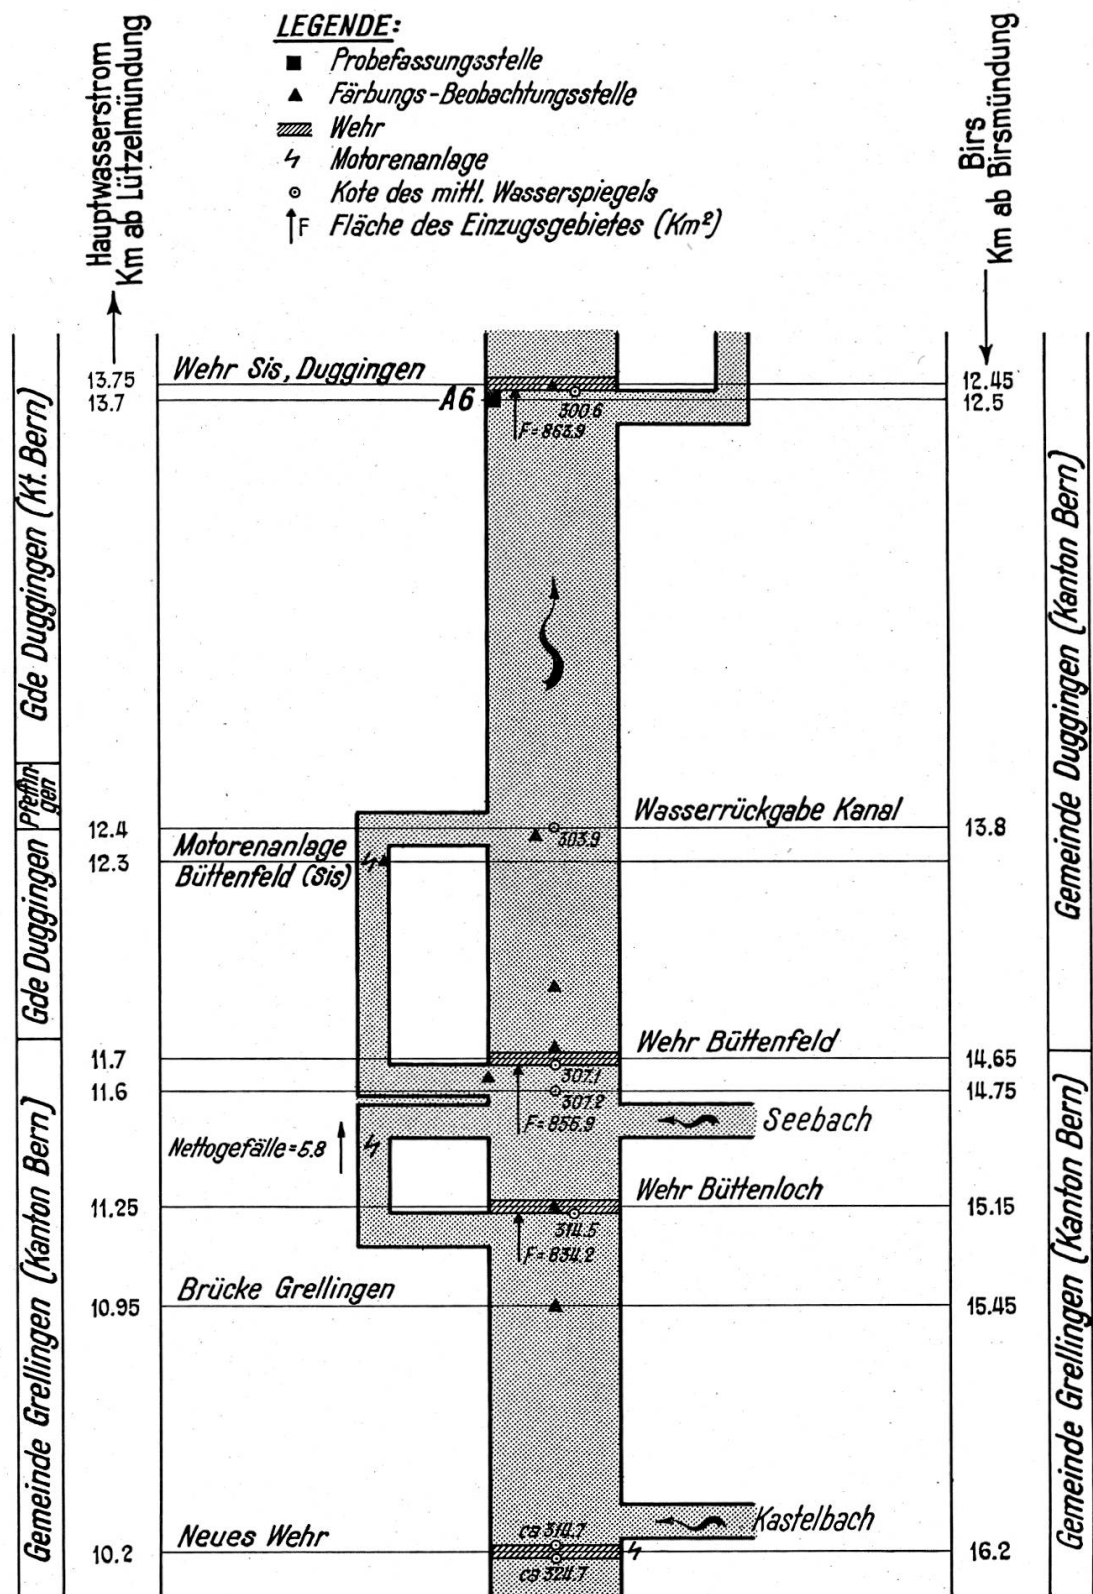 LEGENDE:
Probefassungsstelle
Färbungs-Beobachtungsstelle
Wehr
Motorenanlage
Kote des mittl. Wasserspiegels
F Fläche des Einzugsgebietes (Km²)
Hauptwasserstrom
Km ab Lützelmündung
Birs
Km ab Birsmündung
Gde Duggingen (Kt. Bern)
Pfeffin-
gen
Gde Duggingen
Gemeinde Grellingen (Kanton Bern)
Gemeinde Duggingen (Kanton Bern)
Gemeinde Grellingen (Kanton Bern)
13.75 Wehr Sis, Duggingen 12.45
13.7 A6 300.6 12.5
F=863.9
Wasserrückgabe Kanal
12.4 303.9 13.8
Motorenanlage
12.3
Büttenfeld (Sis)
Wehr Büttenfeld
11.7 14.65
307.1
11.6 307.2 14.75
F=856.9 Seebach
Nettogefälle=5.8
Wehr Büttenloch
11.25 15.15
314.5
F=834.2
Brücke Grellingen
10.95 15.45
Kastelbach
Neues Wehr ca 314.7
10.2 16.2
ca 324.7